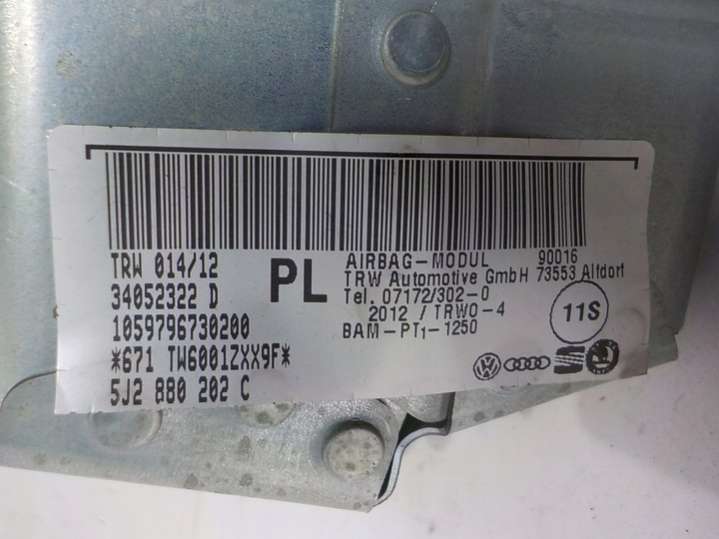 TRW 014/12
34052322 D
1059796730200
*671 TW6001ZXX9F*
5J2 880 202 C
PL
AIRBAG-MODUL 90016
TRW Automotive GmbH 73553 Alfdorf
Tel. 07172/302-0
2012 / TRWO-4
BAM-PT1-1250
11S